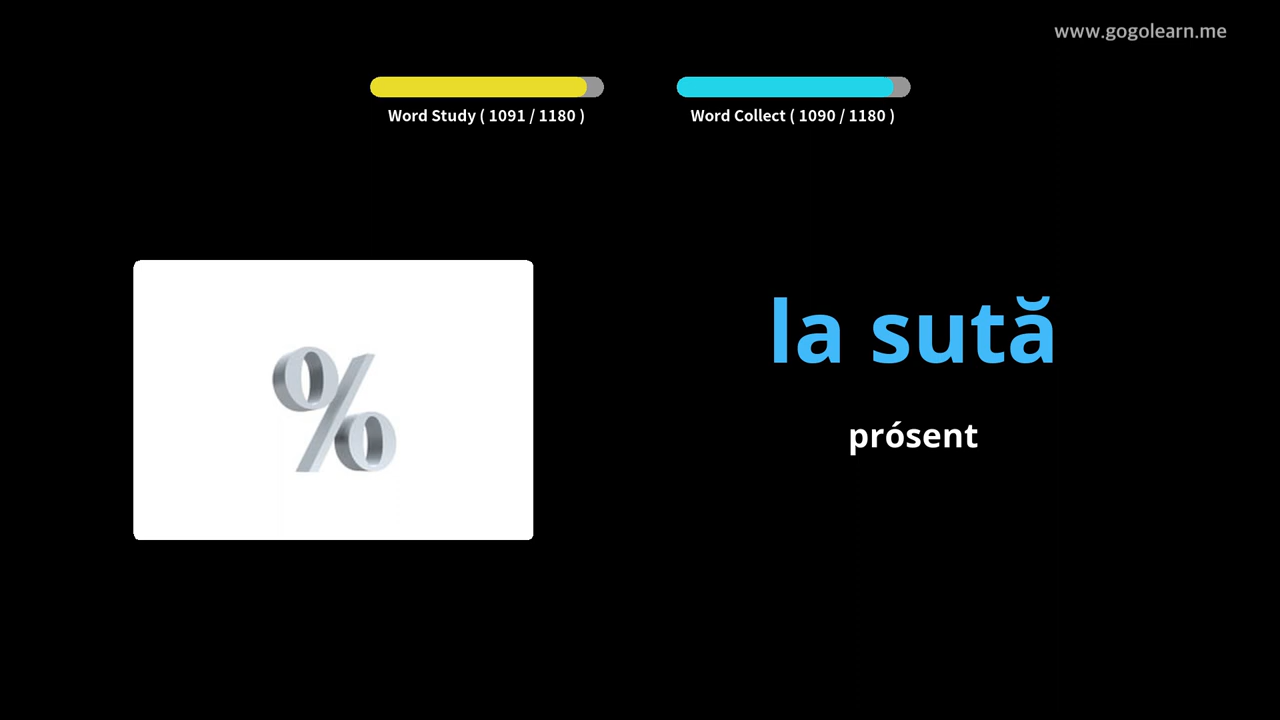 www.gogolearn.me
Word Study ( 1091 / 1180 )
Word Collect ( 1090 / 1180 )
%
la sută
prósent